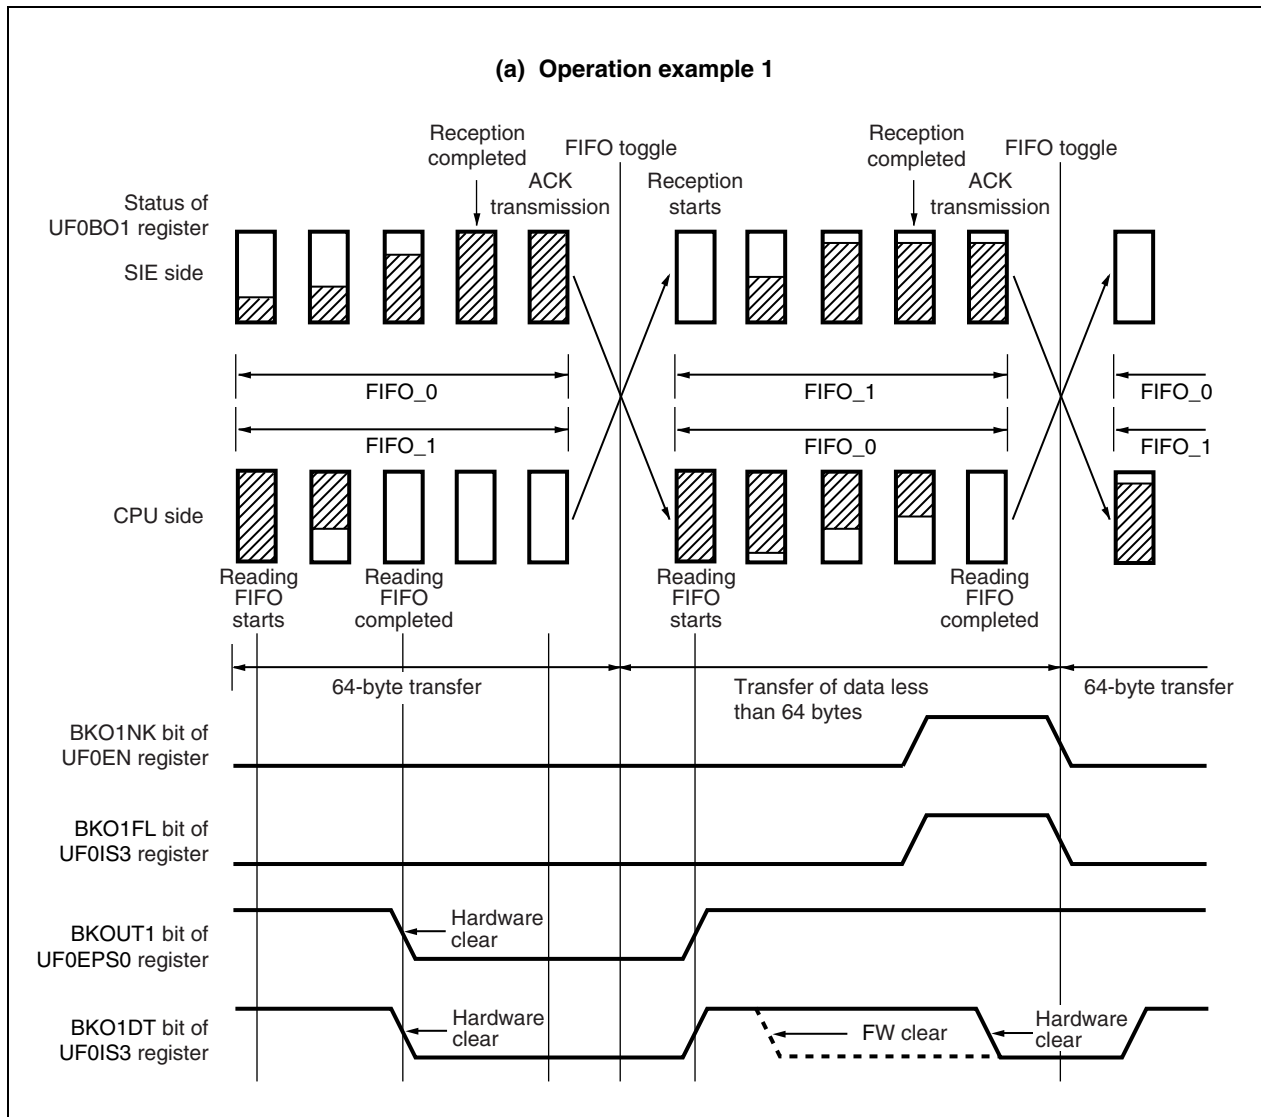 (a) Operation example 1
Reception
completed
FIFO toggle
Reception
completed
FIFO toggle
ACK
transmission
Reception
starts
ACK
transmission
Status of
UF0BO1 register
SIE side
FIFO_0
FIFO_1
FIFO_0
FIFO_1
FIFO_0
FIFO_1
CPU side
Reading
FIFO
starts
Reading
FIFO
completed
Reading
FIFO
starts
Reading
FIFO
completed
64-byte transfer
Transfer of data less
than 64 bytes
64-byte transfer
BKO1NK bit of
UF0EN register
BKO1FL bit of
UF0IS3 register
BKOUT1 bit of
UF0EPS0 register
Hardware
clear
BKO1DT bit of
UF0IS3 register
Hardware
clear
FW clear
Hardware
clear